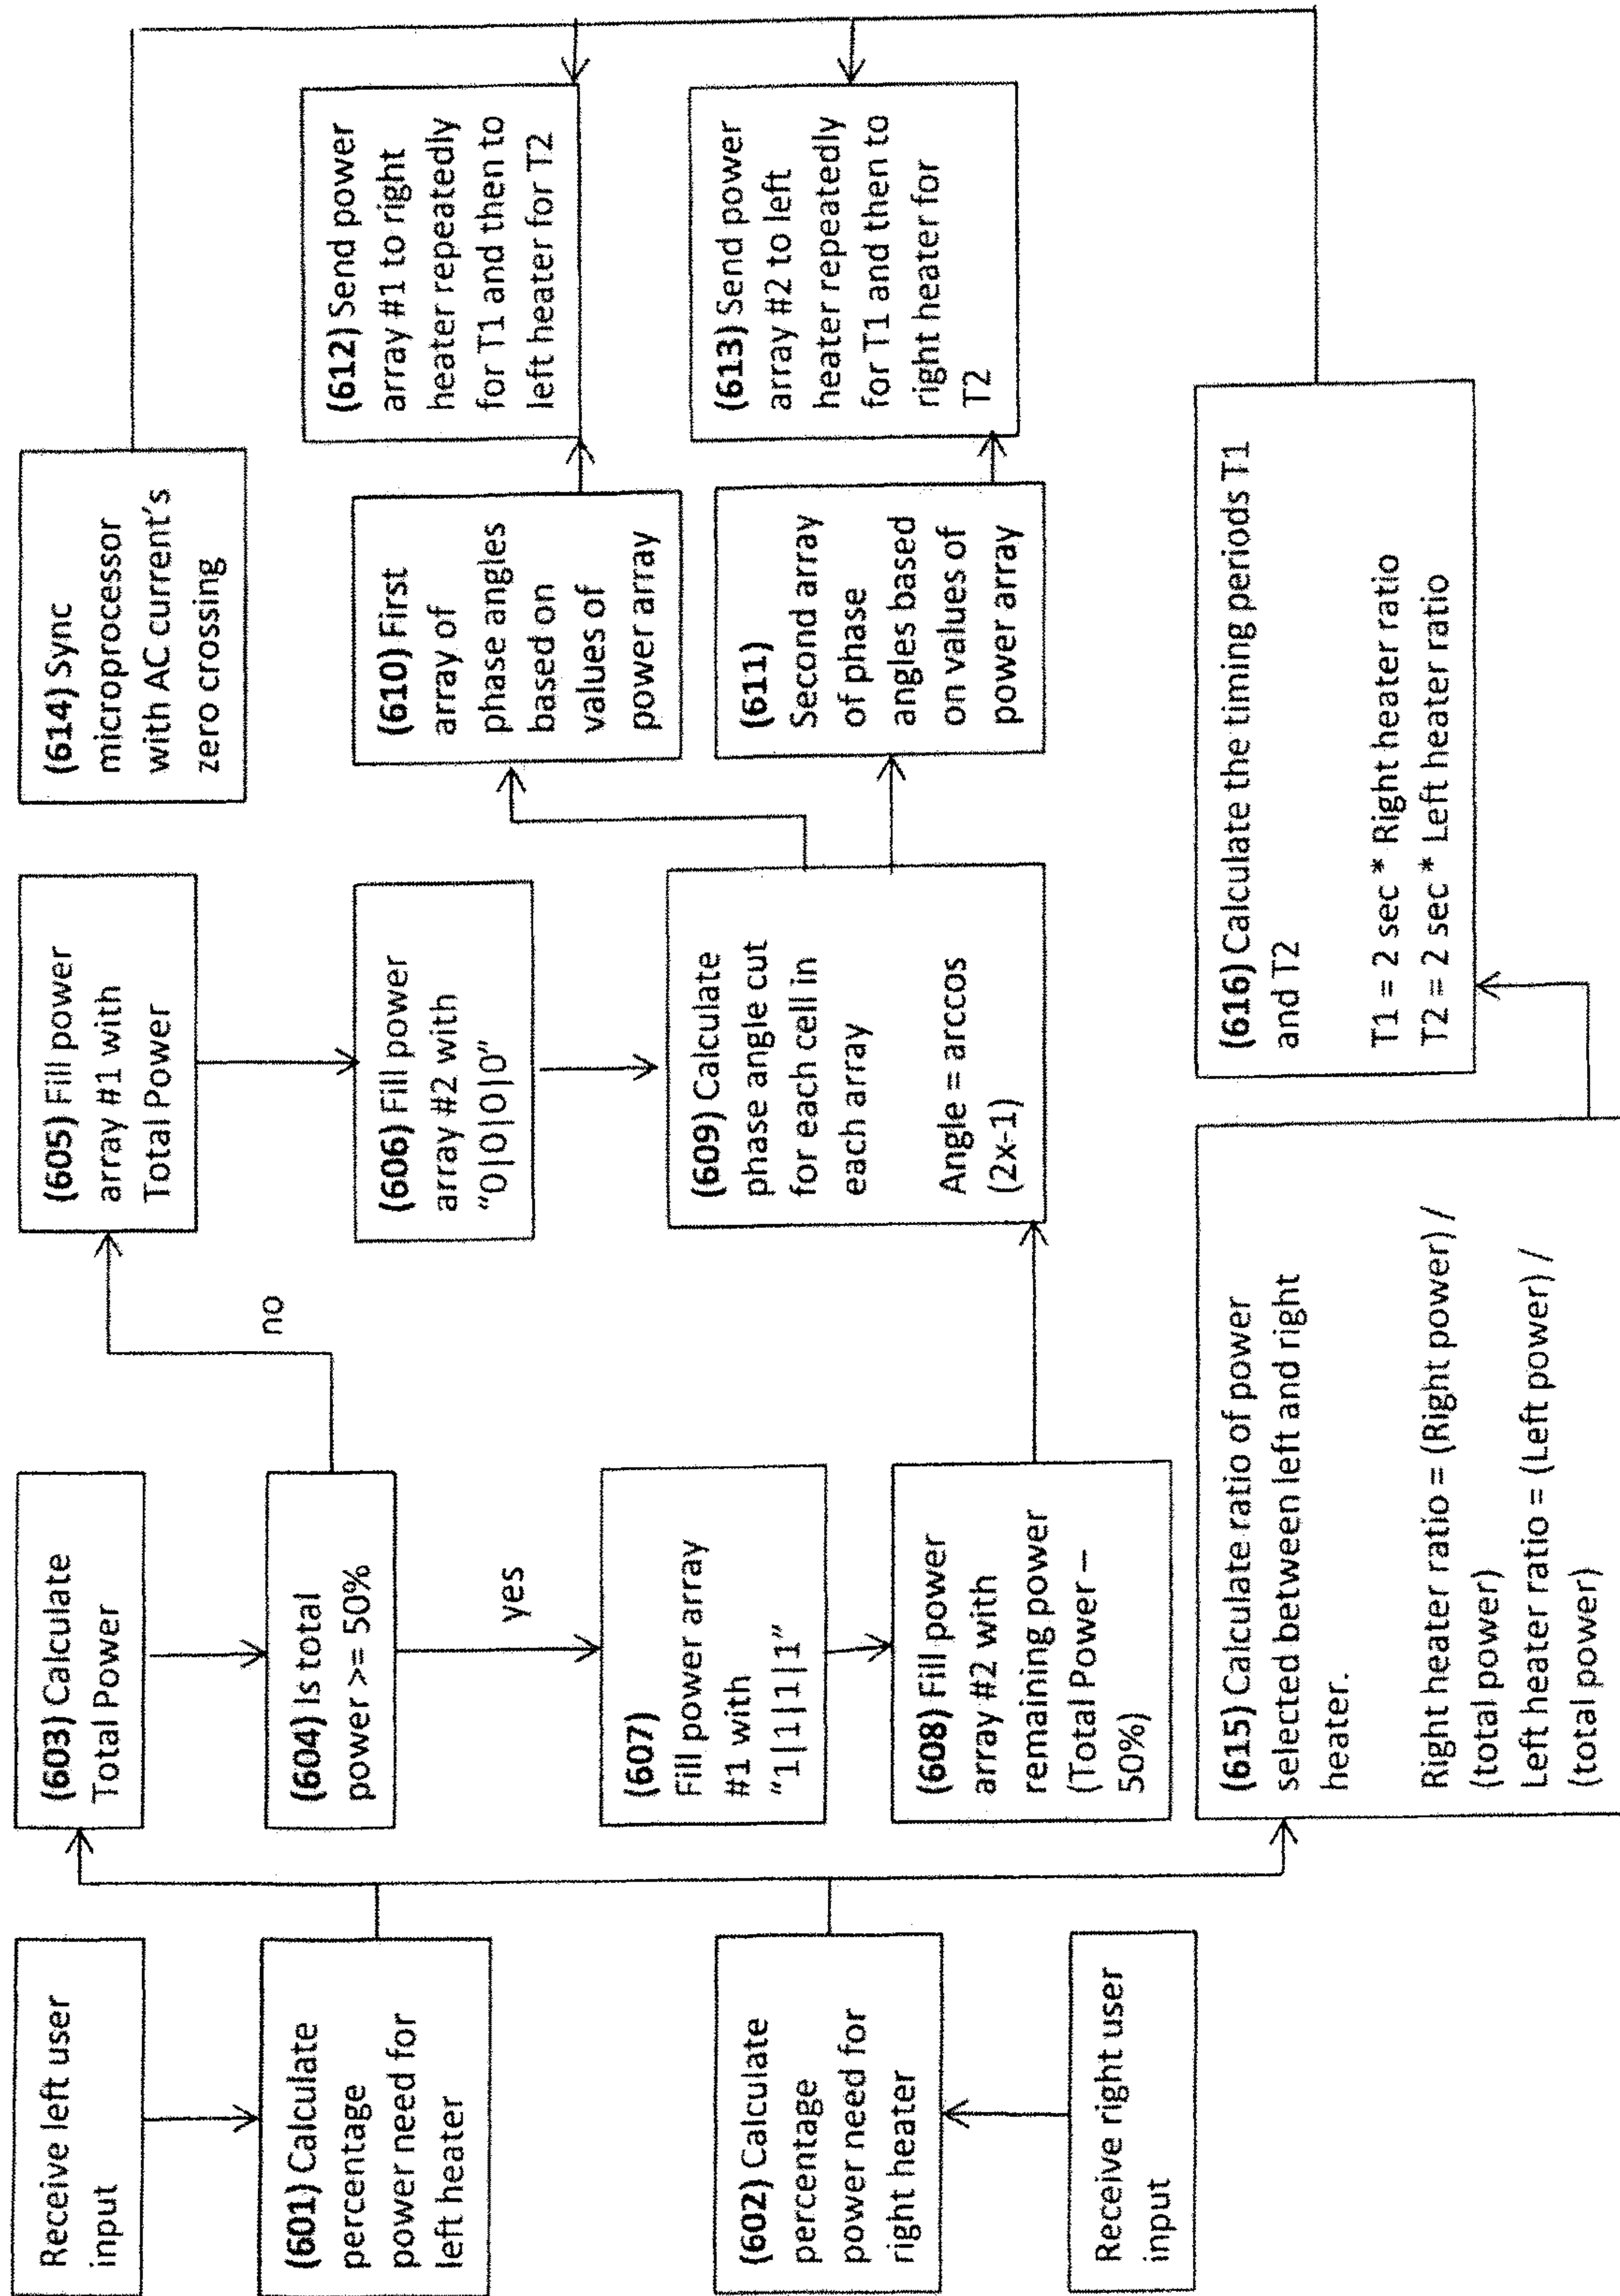 Receive left user
input
(601) Calculate
percentage
power need for
left heater
(602) Calculate
percentage
power need for
right heater
Receive right user
input
(603) Calculate
Total Power
(604) Is total
power >= 50%
no
yes
(607)
Fill power array
#1 with
"1|1|1|1"
(608) Fill power
array #2 with
remaining power
(Total Power –
50%)
(615) Calculate ratio of power
selected between left and right
heater.
Right heater ratio = (Right power) /
(total power)
Left heater ratio = (Left power) /
(total power)
(605) Fill power
array #1 with
Total Power
(606) Fill power
array #2 with
"0|0|0|0"
(609) Calculate
phase angle cut
for each cell in
each array
Angle = arccos
(2x-1)
(616) Calculate the timing periods T1
and T2
T1 = 2 sec * Right heater ratio
T2 = 2 sec * Left heater ratio
(614) Sync
microprocessor
with AC current's
zero crossing
(610) First
array of
phase angles
based on
values of
power array
(611)
Second array
of phase
angles based
on values of
power array
(612) Send power
array #1 to right
heater repeatedly
for T1 and then to
left heater for T2
(613) Send power
array #2 to left
heater repeatedly
for T1 and then to
right heater for
T2